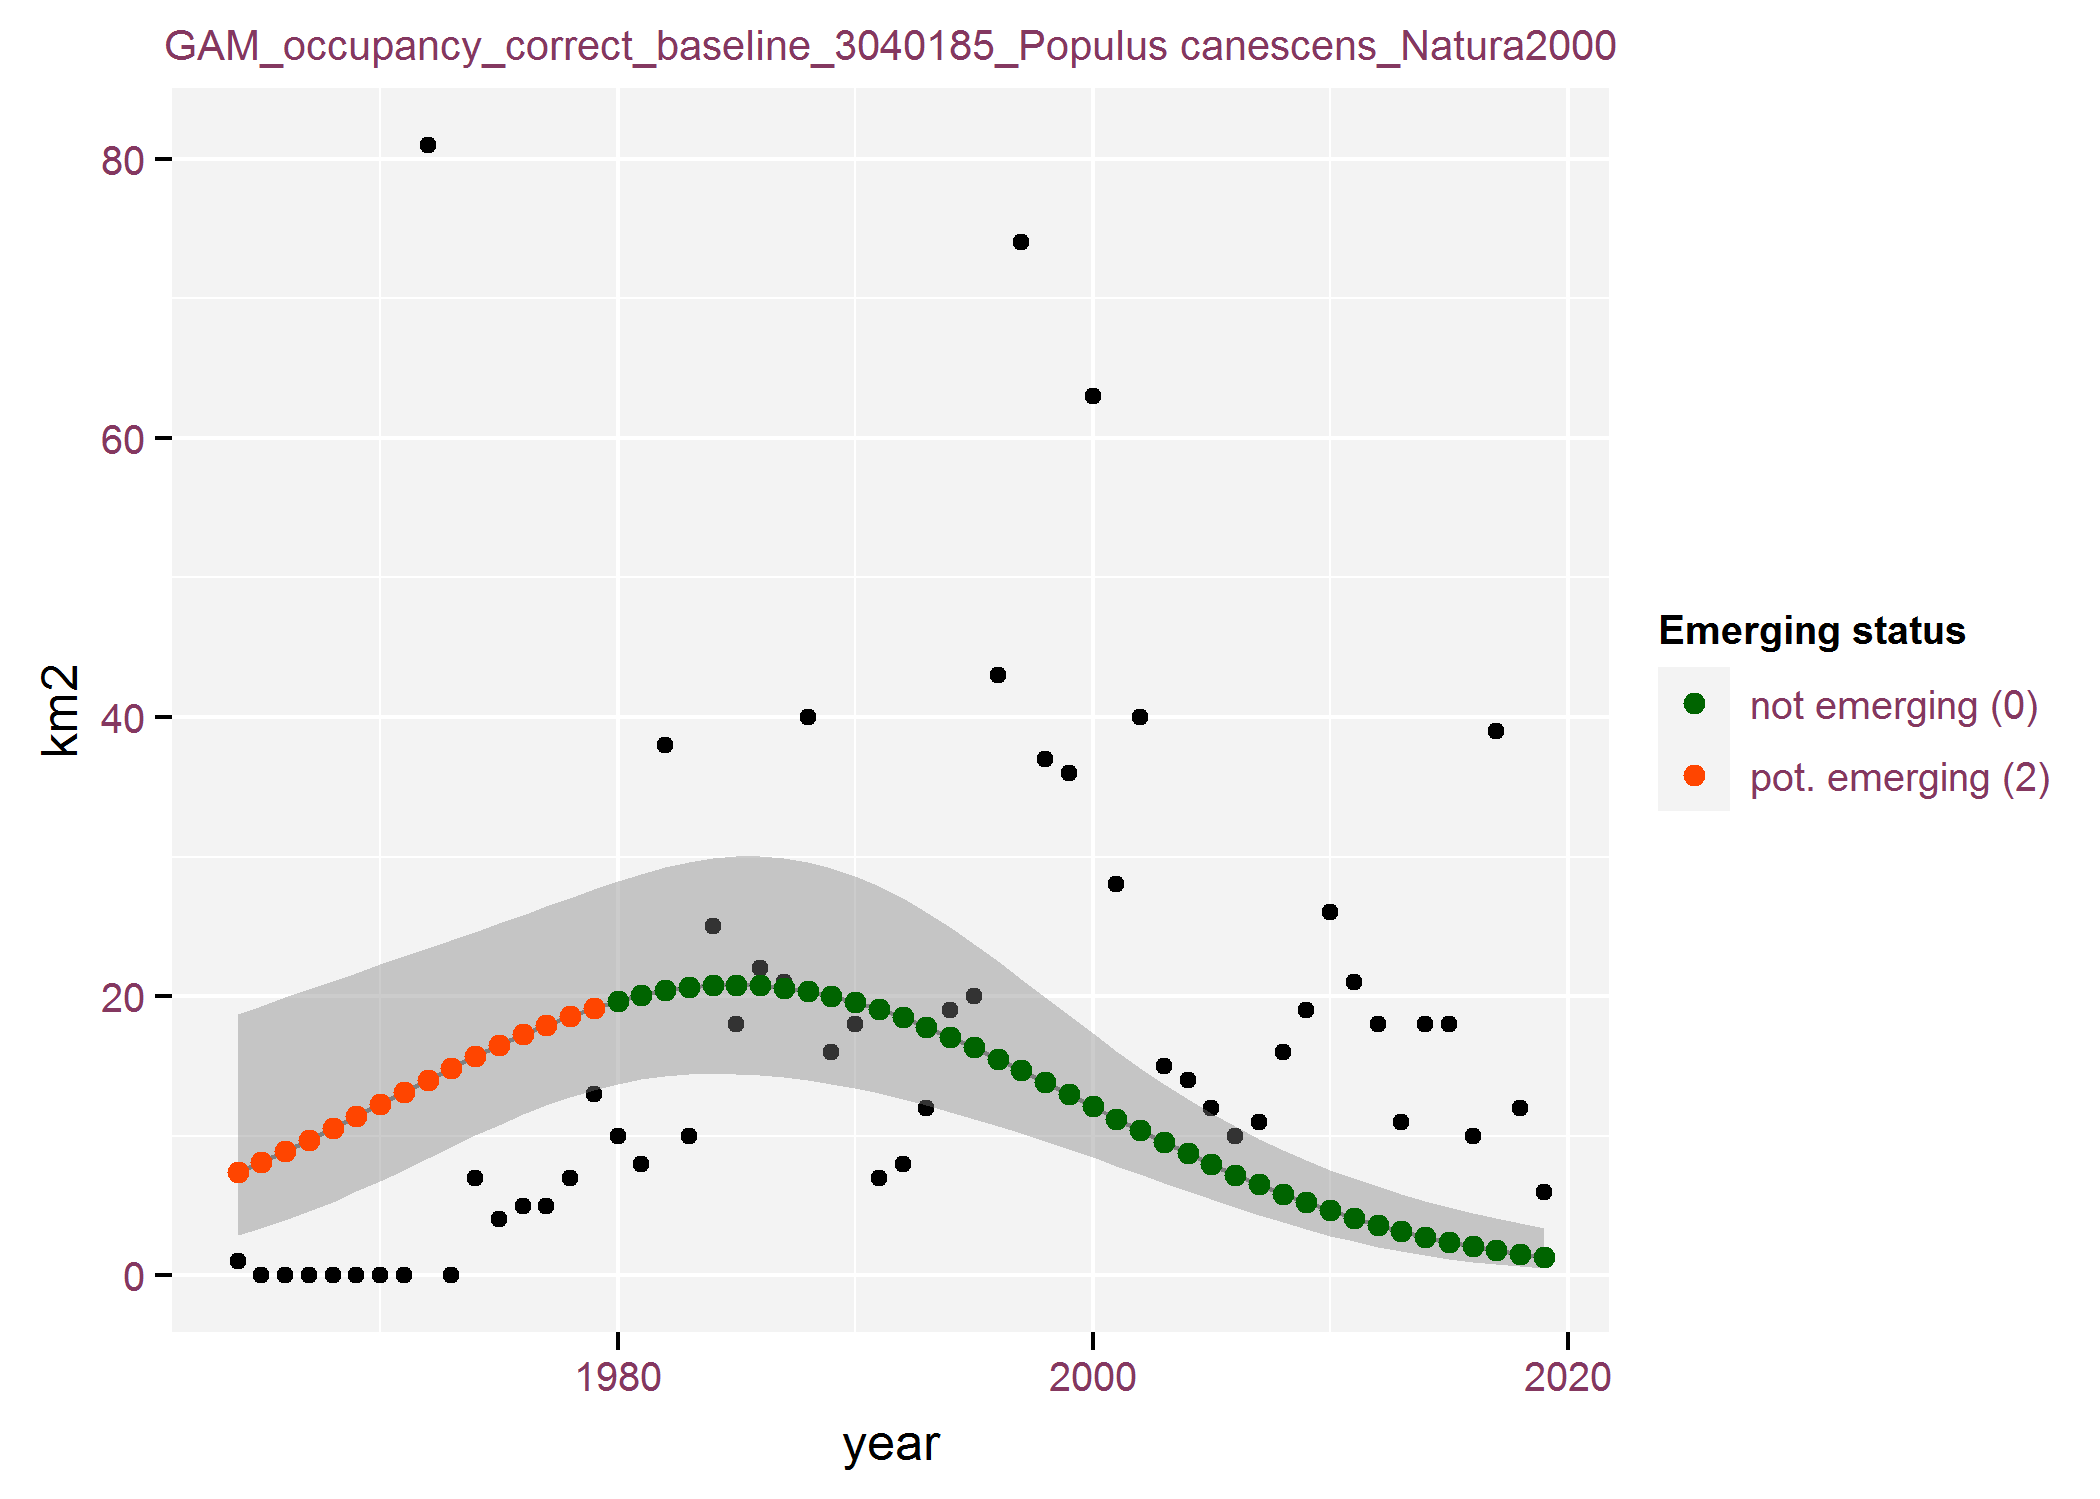 GAM_occupancy_correct_baseline_3040185_Populus canescens_Natura2000
80
60
40
20
0
km2
1980
2000
2020
year
Emerging status
not emerging (0)
pot. emerging (2)